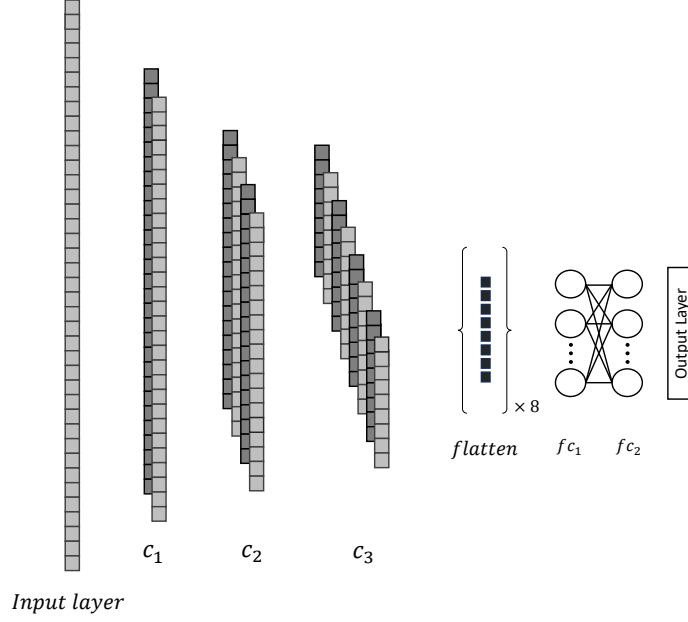 Input layer
c₁
c₂
c₃
× 8
flatten
fc₁
fc₂
Output Layer